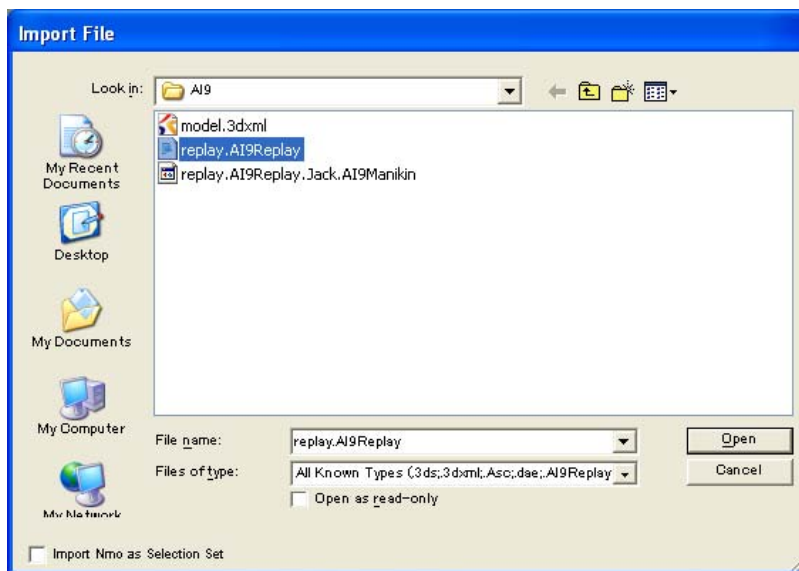 Import File
Look in:
AI9
model.3dxml
replay.AI9Replay
replay.AI9Replay.Jack.AI9Manikin
My Recent
Documents
Desktop
My Documents
My Computer
My Network
File name:
replay.AI9Replay
Open
Files of type:
All Known Types (.3ds;.3dxml;.Asc;.dae;.AI9Replay
Cancel
Open as read-only
Import Nmo as Selection Set